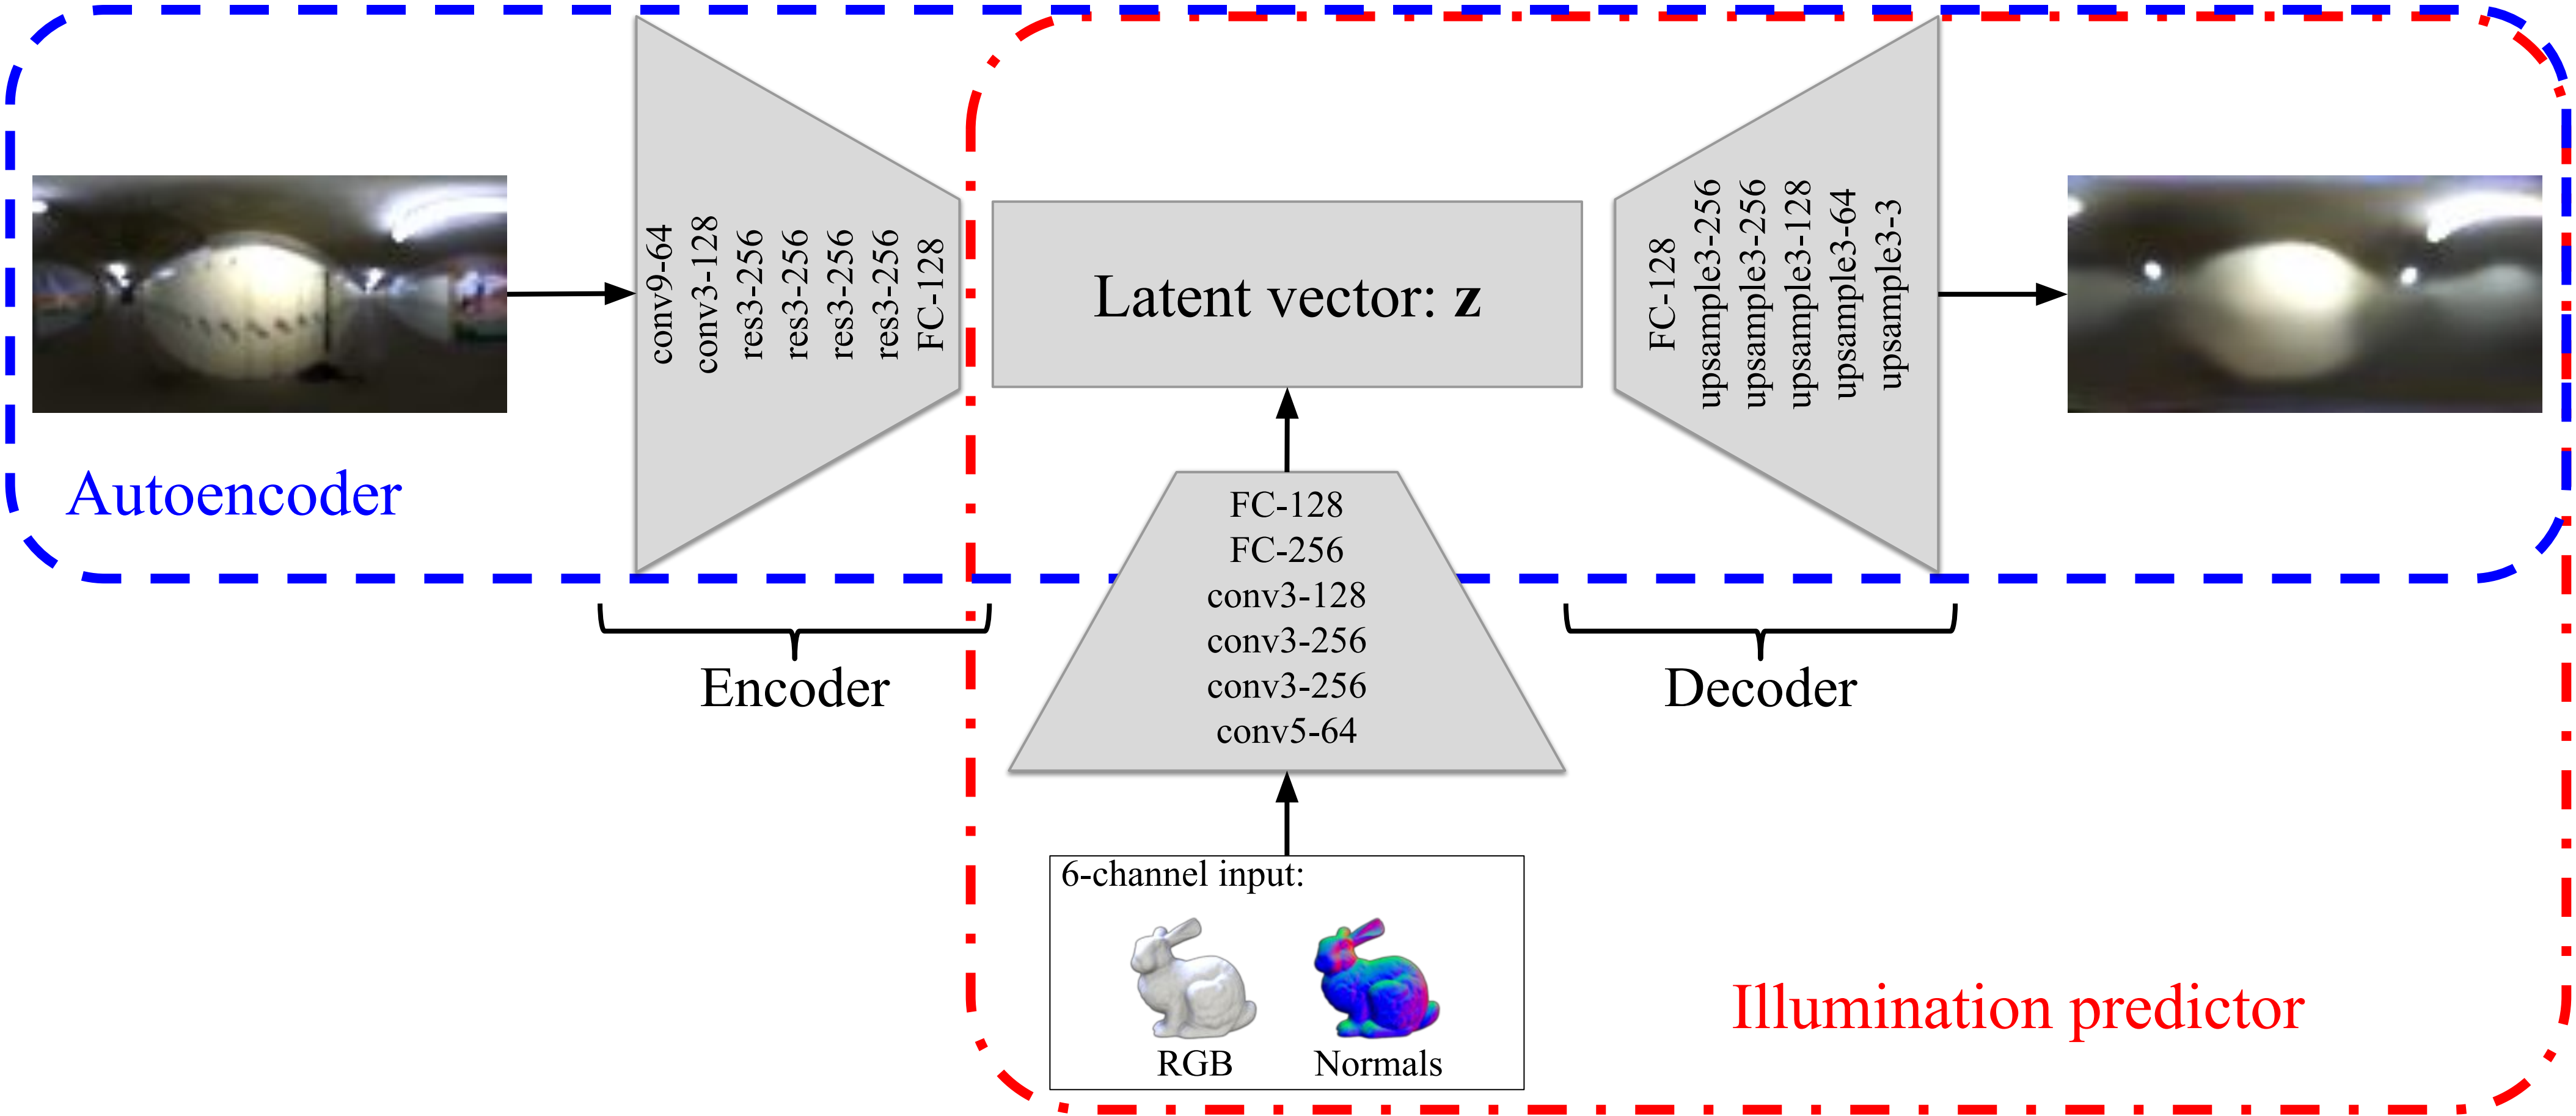 conv9-64
conv3-128
res3-256
res3-256
res3-256
res3-256
FC-128
Latent vector: z
FC-128
upsample3-256
upsample3-256
upsample3-128
upsample3-64
upsample3-3
Autoencoder
FC-128
FC-256
conv3-128
conv3-256
conv3-256
conv5-64
Encoder
Decoder
6-channel input:
RGB
Normals
Illumination predictor